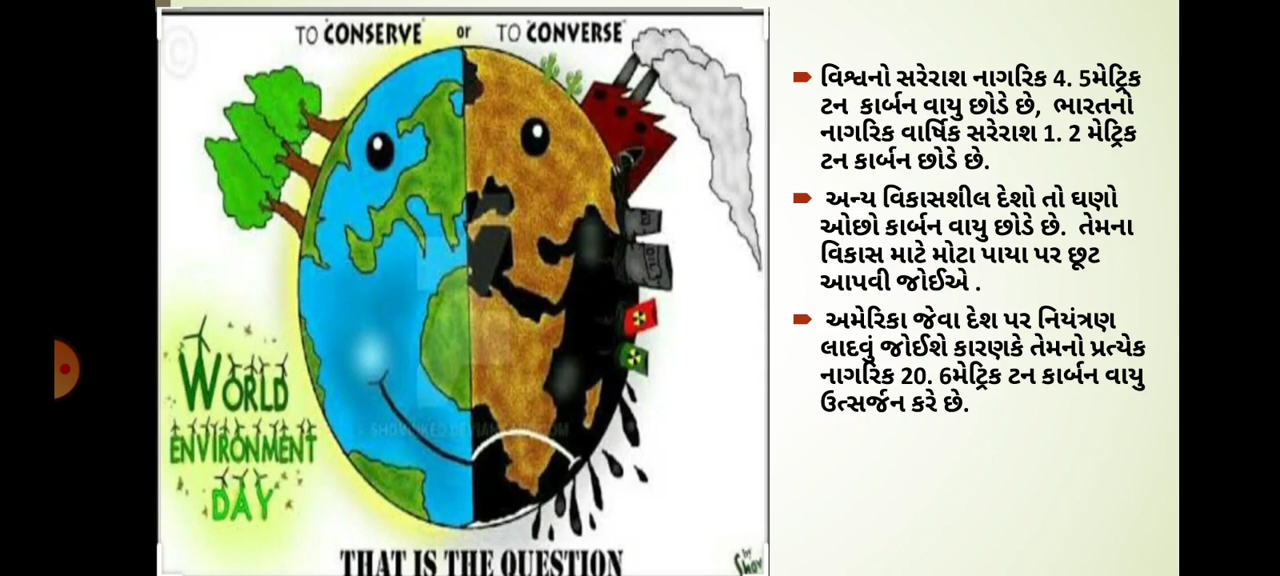 TO "CONSERVE" or TO "CONVERSE"
WORLD
ENVIRONMENT
DAY
THAT IS THE QUESTION
by
વિશ્વનો સરેરાશ નાગરિક 4. 5મેટ્રિક
ટન કાર્બન વાયુ છોડે છે, ભારતનો
નાગરિક વાર્ષિક સરેરાશ 1. 2 મેટ્રિક
ટન કાર્બન છોડે છે.
અન્ય વિકાસશીલ દેશો તો ઘણો
ઓછો કાર્બન વાયુ છોડે છે. તેમના
વિકાસ માટે મોટા પાયા પર છૂટ
આપવી જોઈએ .
અમેરિકા જેવા દેશ પર નિયંત્રણ
લાદવું જોઈશે કારણકે તેમનો પ્રત્યેક
નાગરિક 20. 6મેટ્રિક ટન કાર્બન વાયુ
ઉત્સર્જન કરે છે.